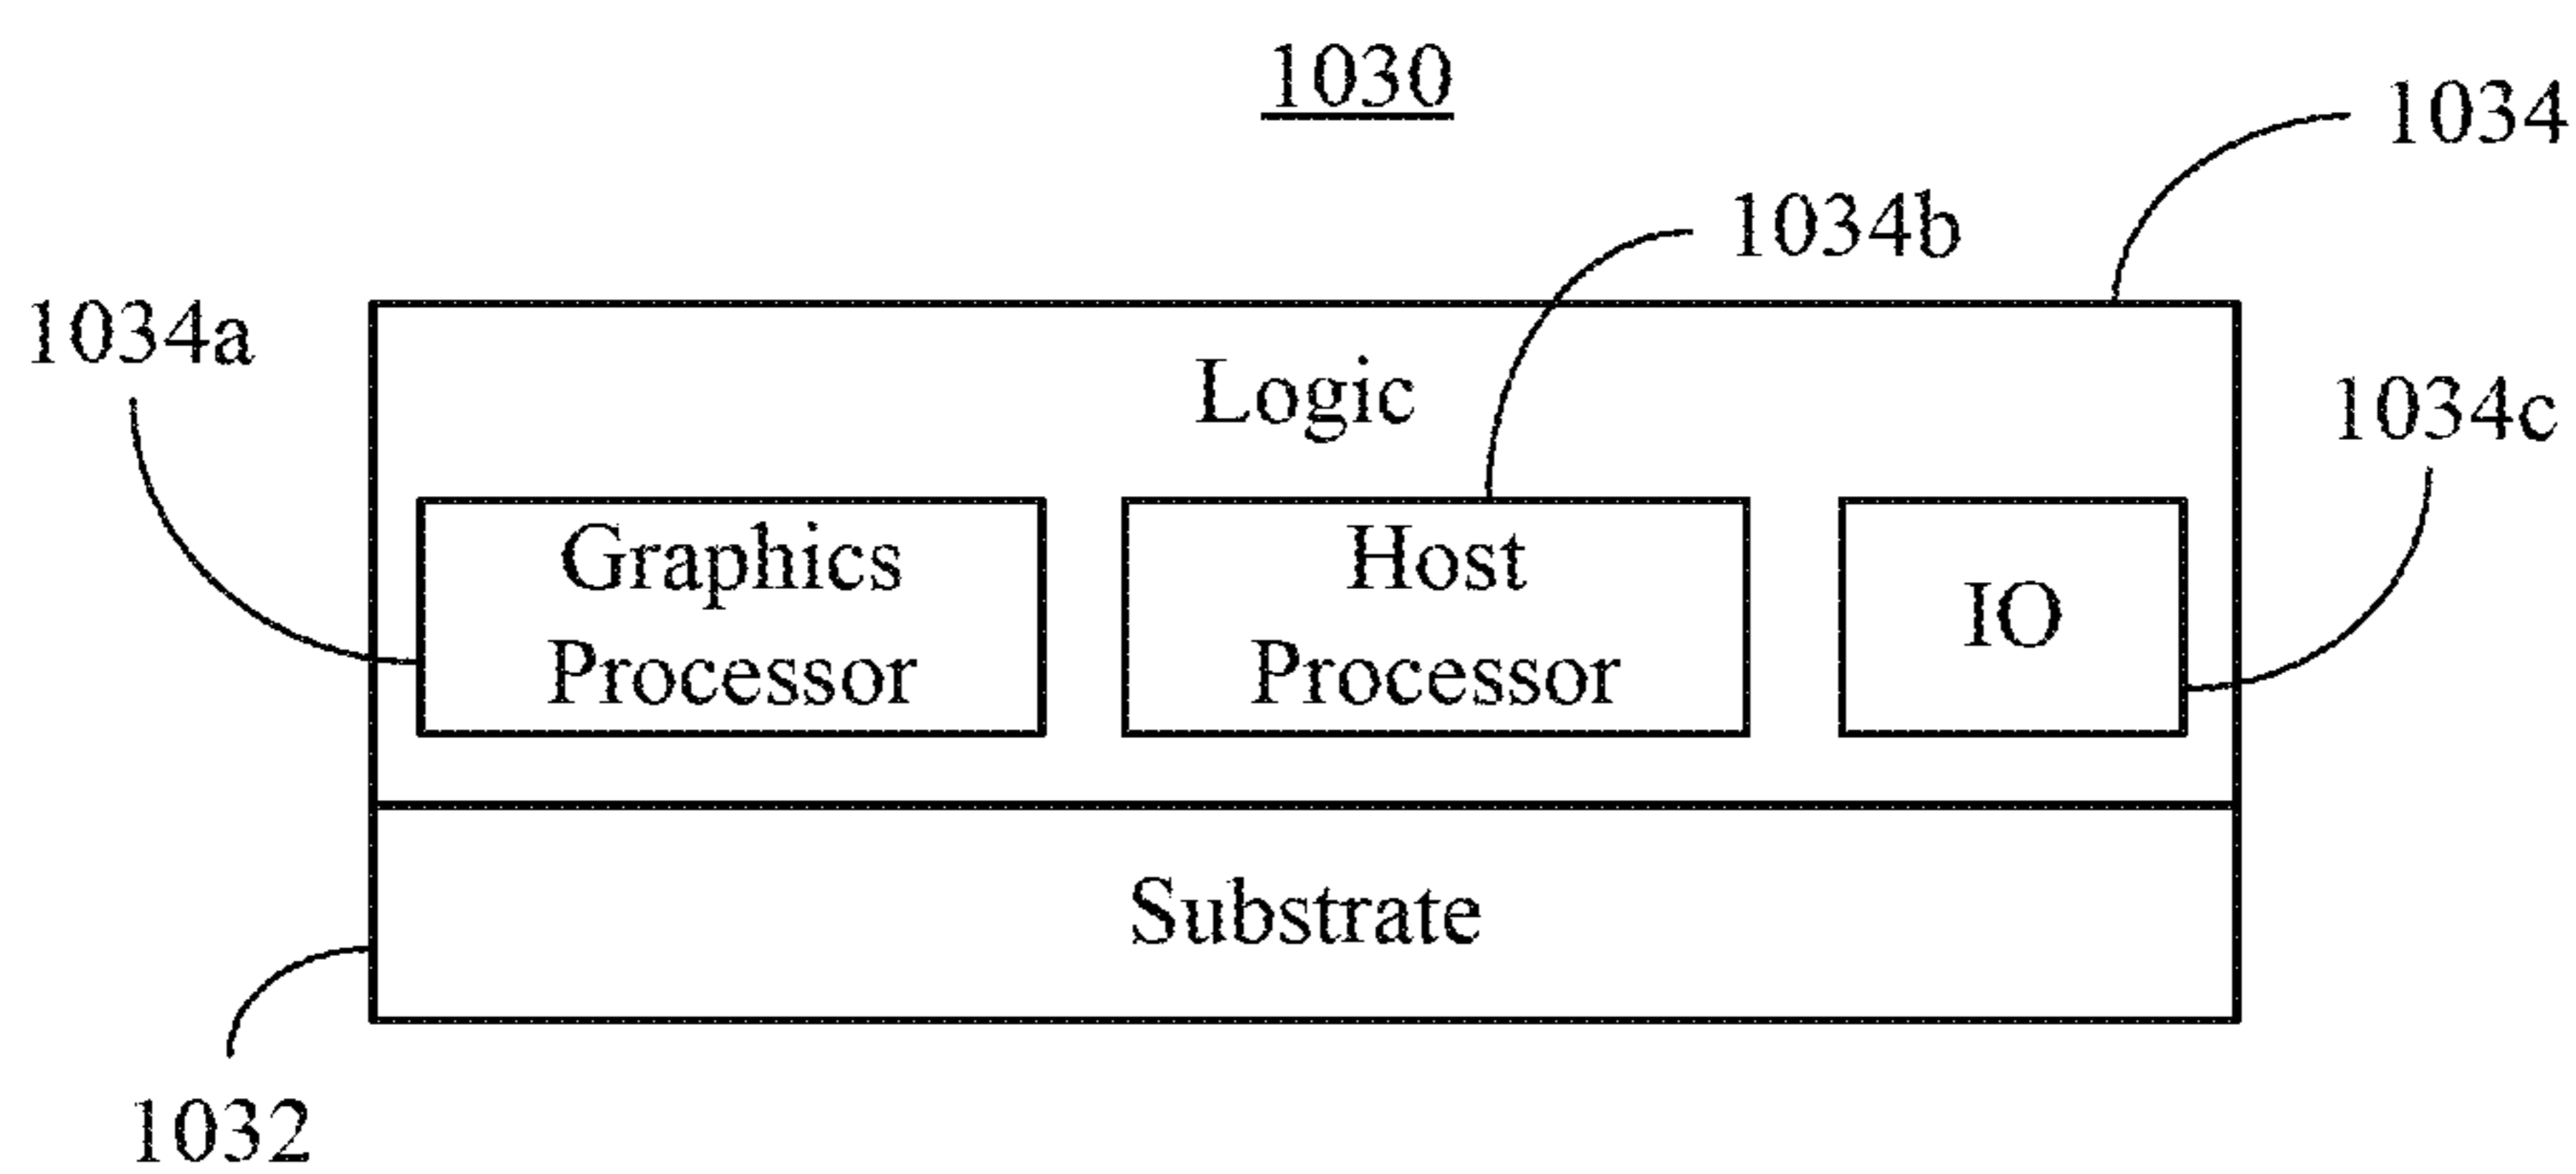 1030
1034
1034b
1034a
Logic
1034c
Graphics
Processor
Host
Processor
IO
Substrate
1032